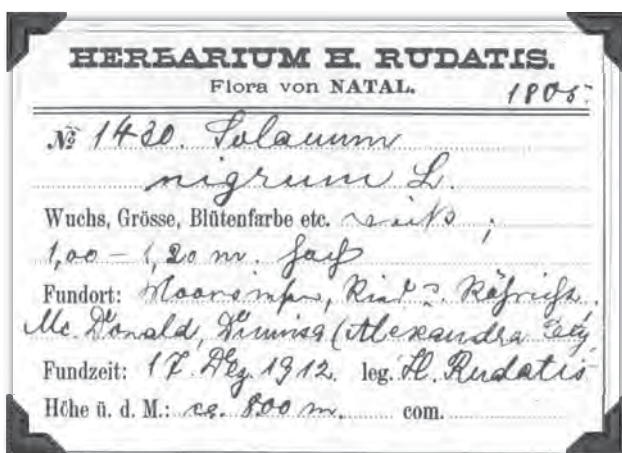 HERBARIUM H. RUDATIS.
Flora von NATAL.
1805.
№ 1430. Solanum
nigrum L.
Wuchs, Grösse, Blütenfarbe etc. weiß;
1,00 – 1,20 m. hoch
Fundort:
Mc. Donald, (Alexandra Cty.
Fundzeit: 17. Dez. 1912. leg. H. Rudatis
Höhe ü. d. M.: ca. 800 m. com.